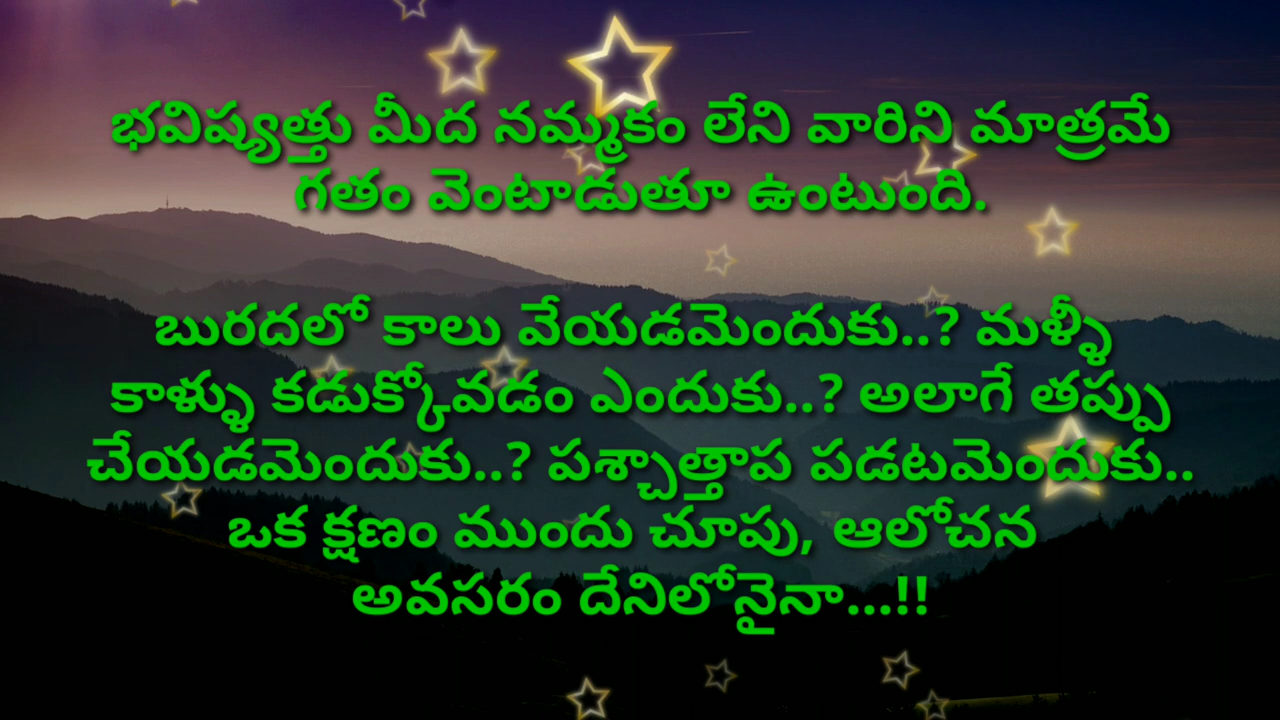 భవిష్యత్తు మీద నమ్మకం లేని వారిని మాత్రమే
గతం వెంటాడుతూ ఉంటుంది.
బురదలో కాలు వేయడమెందుకు..? మళ్ళీ
కాళ్ళు కడుక్కోవడం ఎందుకు..? అలాగే తప్పు
చేయడమెందుకు..? పశ్చాత్తాప పడటమెందుకు..
ఒక క్షణం ముందు చూపు, ఆలోచన
అవసరం దేనిలోనైనా...!!